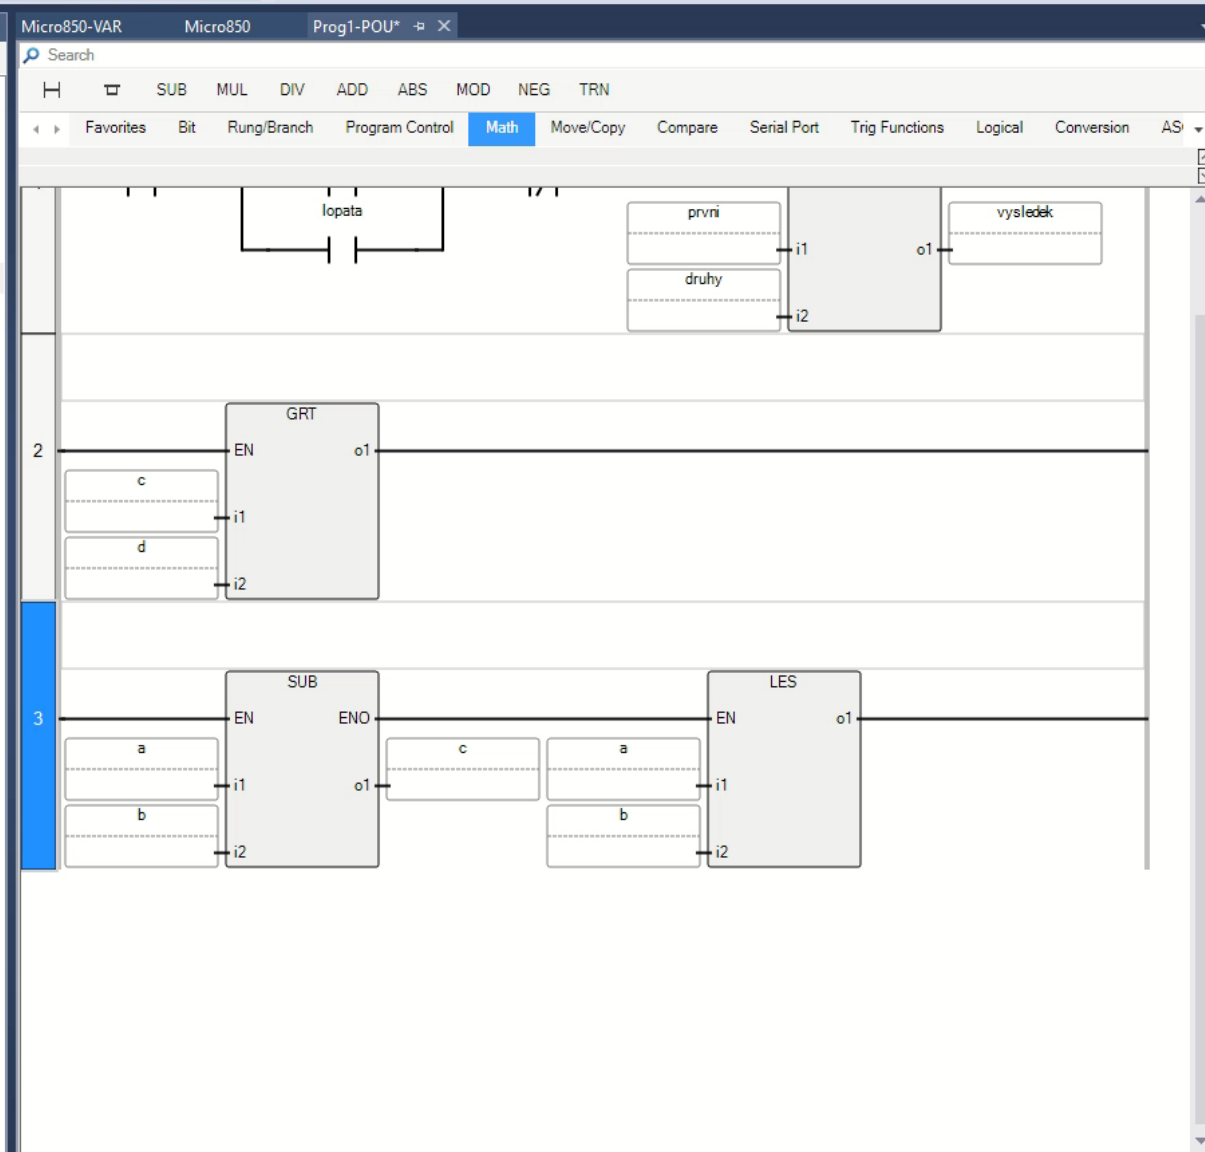 Micro850-VAR Micro850 Prog1-POU*
Search
SUB MUL DIV ADD ABS MOD NEG TRN
Favorites Bit Rung/Branch Program Control Math Move/Copy Compare Serial Port Trig Functions Logical Conversion
lopata prvni vysledek
i1 o1
druhy
i2
GRT
2 EN o1
c
i1
d
i2
SUB LES
3 EN ENO EN o1
a c a
i1 o1 i1
b b
i2 i2